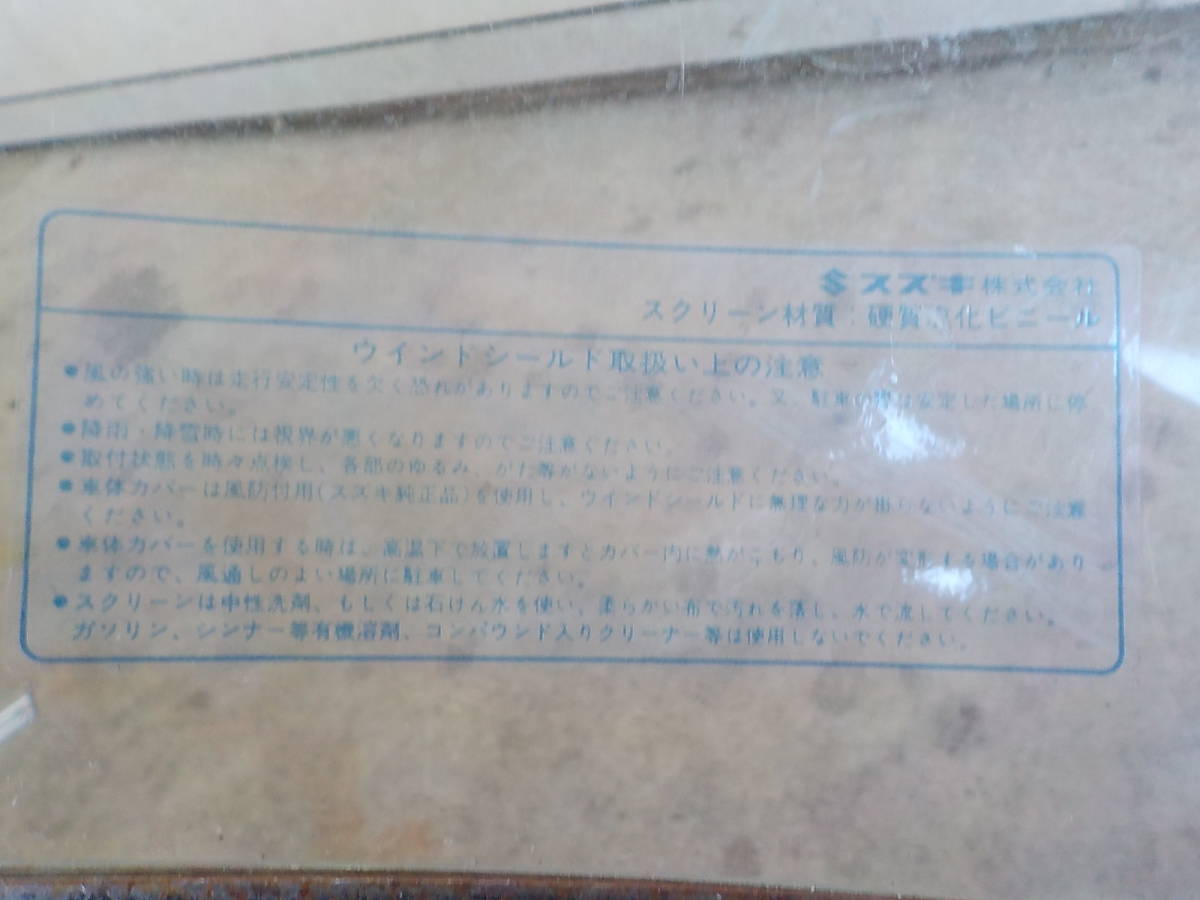 スズキ株式会社
スクリーン材質:硬質塩化ビニール
ウインドシールド取扱い上の注意
●風の強い時は走行安定性を欠く恐れがありますのでご注意ください。又、駐車の際は安定した場所に停
めてください。
●降雨・降雪時には視界が悪くなりますのでご注意ください。
●取付状態を時々点検し、各部のゆるみ、がた等がないようにご注意ください。
●車体カバーは風防付用(スズキ純正品)を使用し、ウインドシールドに無理な力が出らないようにご注意
ください。
●車体カバーを使用する時は、高温下で放置しますとカバー内に熱がこもり、風防が変形する場合があり
ますので、風通しのよい場所に駐車してください。
●スクリーンは中性洗剤、もしくは石けん水を使い、柔らかい布で汚れを落し、水で流してください。
ガソリン、シンナー等有機溶剤、コンパウンド入りクリーナー等は使用しないでください。